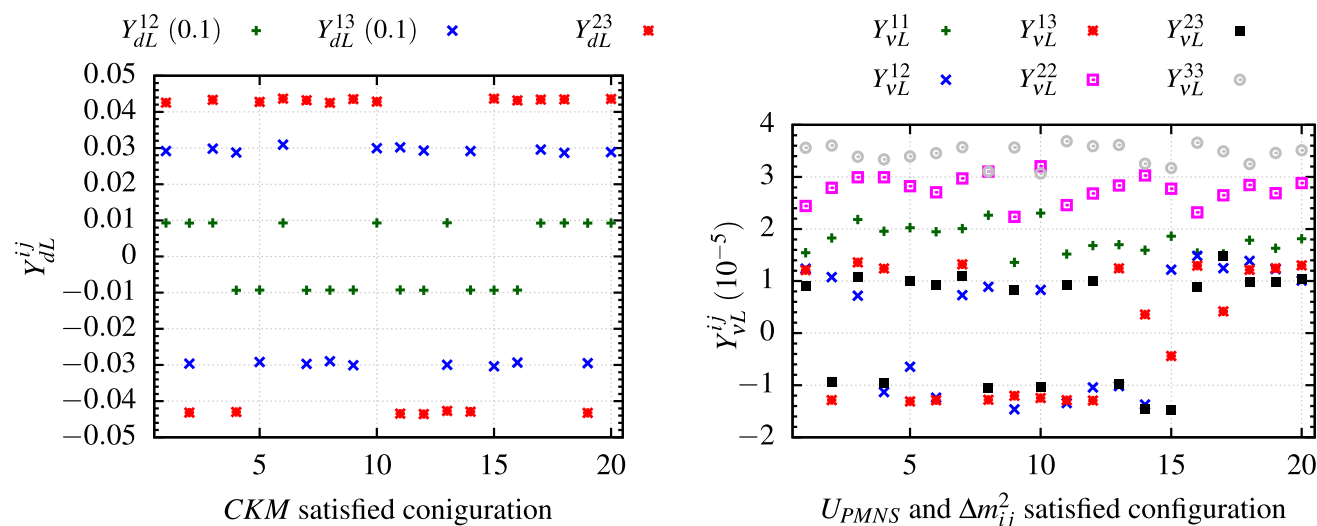 Y_{dL}^{12} (0.1) Y_{dL}^{13} (0.1) Y_{dL}^{23}
0.05
0.04
0.03
0.02
0.01
0
−0.01
−0.02
−0.03
−0.04
−0.05
Y_{dL}^{ij}
5 10 15 20
CKM satisfied coniguration
Y_{νL}^{11} Y_{νL}^{13} Y_{νL}^{23}
Y_{νL}^{12} Y_{νL}^{22} Y_{νL}^{33}
4
3
2
1
0
−1
−2
Y_{νL}^{ij} (10^{−5})
5 10 15 20
U_{PMNS} and Δm_{ij}^{2} satisfied configuration